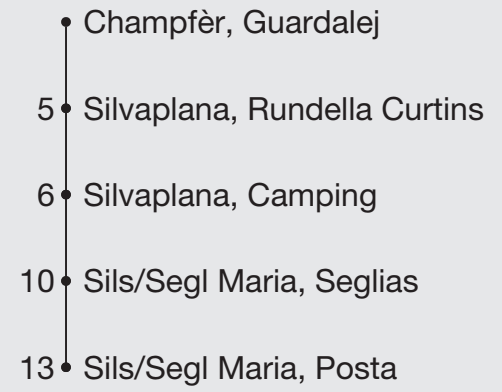 Champfèr, Guardalej
5 Silvaplana, Rundella Curtins
6 Silvaplana, Camping
10 Sils/Segl Maria, Seglias
13 Sils/Segl Maria, Posta